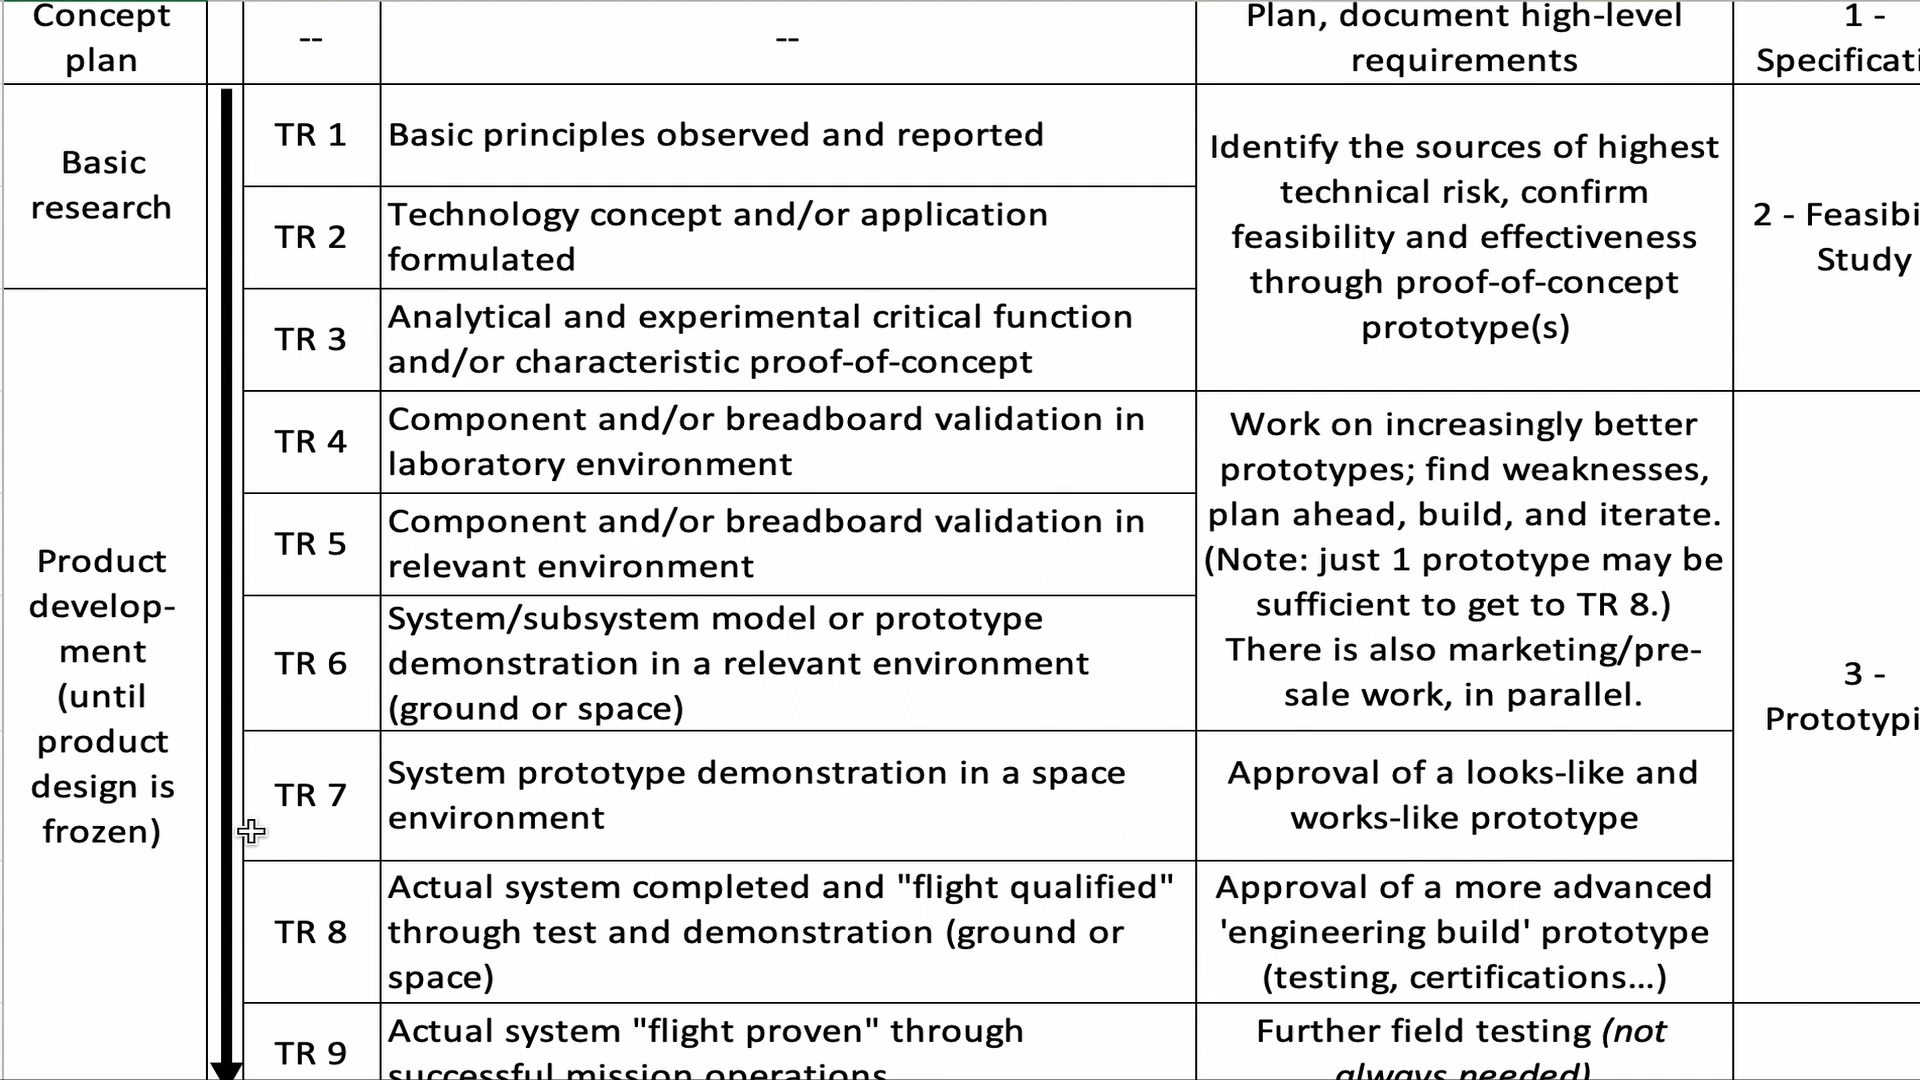 Concept
plan
--
--
Plan, document high-level
requirements
1 -
Basic
research
TR 1
Basic principles observed and reported
Identify the sources of highest
technical risk, confirm
feasibility and effectiveness
through proof-of-concept
prototype(s)
2 -
Study
TR 2
Technology concept and/or application
formulated
Product
develop-
ment
(until
product
design is
frozen)
TR 3
Analytical and experimental critical function
and/or characteristic proof-of-concept
TR 4
Component and/or breadboard validation in
laboratory environment
Work on increasingly better
prototypes; find weaknesses,
plan ahead, build, and iterate.
(Note: just 1 prototype may be
sufficient to get to TR 8.)
There is also marketing/pre-
sale work, in parallel.
3 -
TR 5
Component and/or breadboard validation in
relevant environment
TR 6
System/subsystem model or prototype
demonstration in a relevant environment
(ground or space)
TR 7
System prototype demonstration in a space
environment
Approval of a looks-like and
works-like prototype
TR 8
Actual system completed and "flight qualified"
through test and demonstration (ground or
space)
Approval of a more advanced
'engineering build' prototype
(testing, certifications...)
TR 9
Actual system "flight proven" through
successful mission operations
Further field testing (not
always needed)